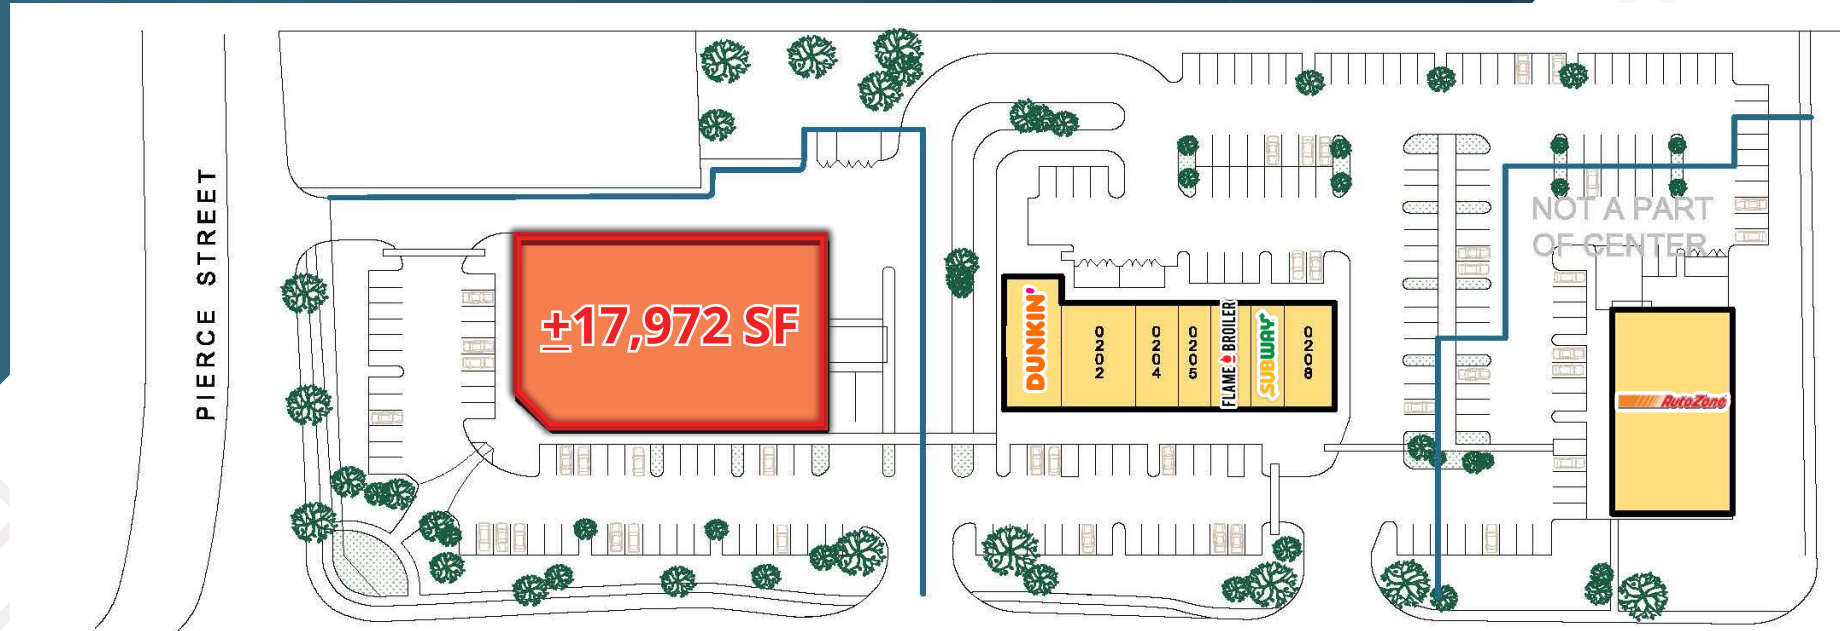 PIERCE STREET
±17,972 SF
DUNKIN'
0202
0204
0205
FLAME BROILER
SUBWAY
0208
NOT A PART
OF CENTER
AutoZone